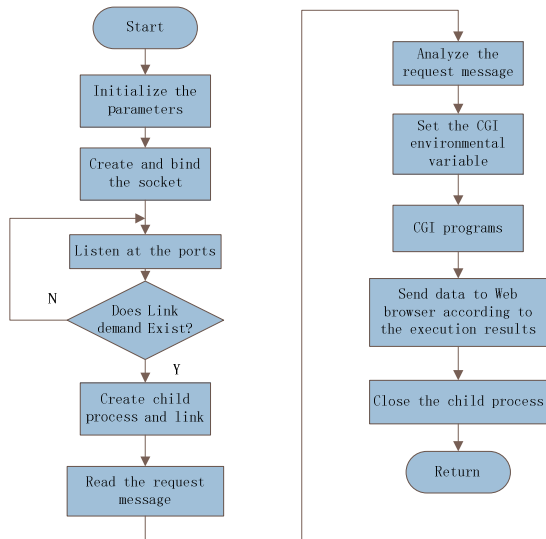 Start
Initialize the
parameters
Create and bind
the socket
Listen at the ports
N
Does Link
demand Exist?
Y
Create child
process and link
Read the request
message
Analyze the
request message
Set the CGI
environmental
variable
CGI programs
Send data to Web
browser according to
the execution results
Close the child process
Return